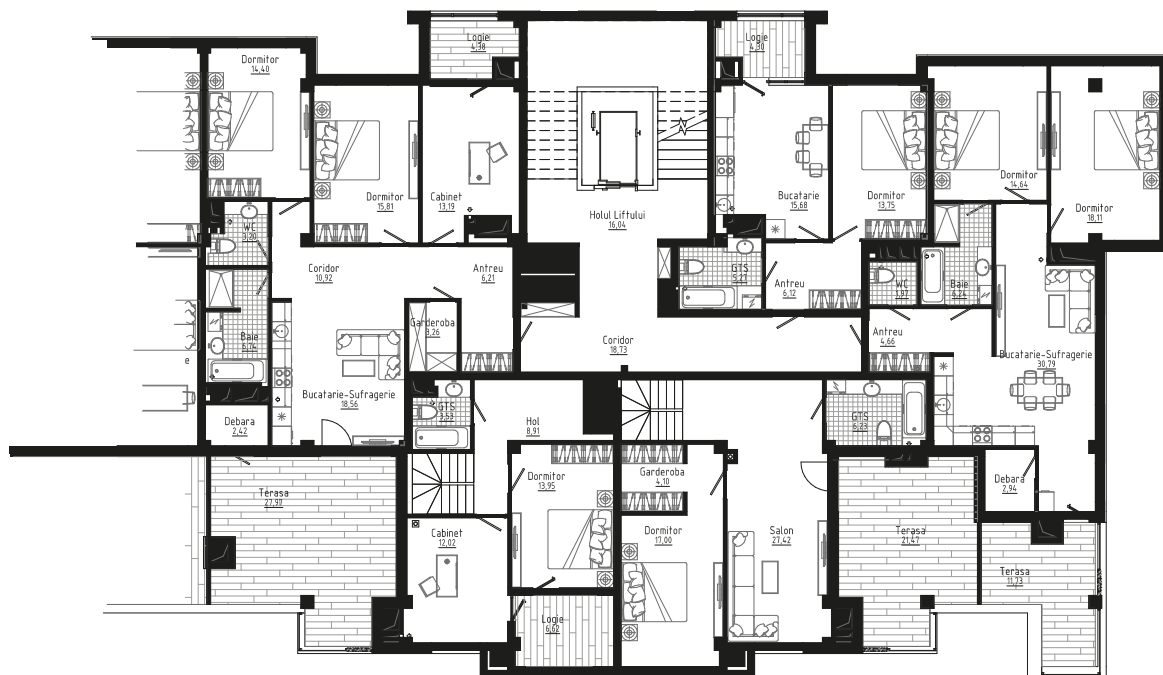 Logie
4,38
Logie
4,30
Dormitor
14,40
Dormitor
15,81
Cabinet
13,19
Holul Liftului
16,04
Bucatarie
15,68
Dormitor
13,75
Dormitor
14,64
Dormitor
18,11
WC
3,20
Coridor
10,92
Antreu
6,21
GTS
5,27
Antreu
6,12
WC
1,97
Baie
6,24
Garderoba
3,26
Baie
6,74
Coridor
18,73
Antreu
4,66
Bucatarie-Sufragerie
30,79
e
Bucatarie-Sufragerie
18,56
Debara
2,42
GTS
3,53
Hol
8,91
GTS
6,23
Terasa
27,90
Dormitor
13,95
Garderoba
4,10
Debara
2,94
Cabinet
12,02
Dormitor
17,00
Salon
27,42
Terasa
21,47
Terasa
11,73
Logie
6,62